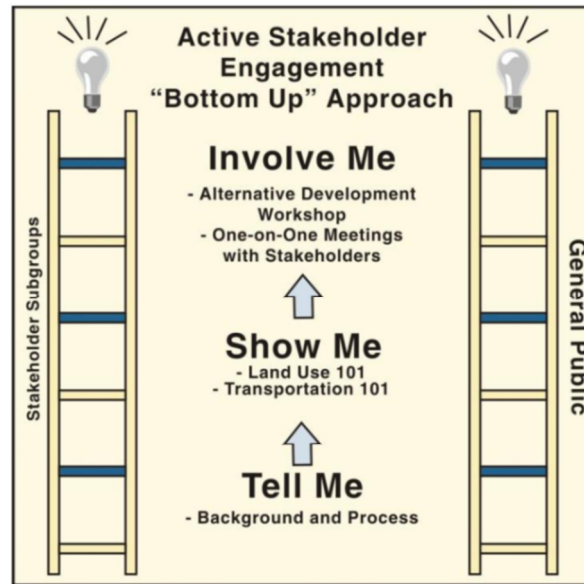 Active Stakeholder
Engagement
“Bottom Up” Approach
Involve Me
- Alternative Development
Workshop
- One-on-One Meetings
with Stakeholders
Show Me
- Land Use 101
- Transportation 101
Tell Me
- Background and Process
Stakeholder Subgroups
General Public